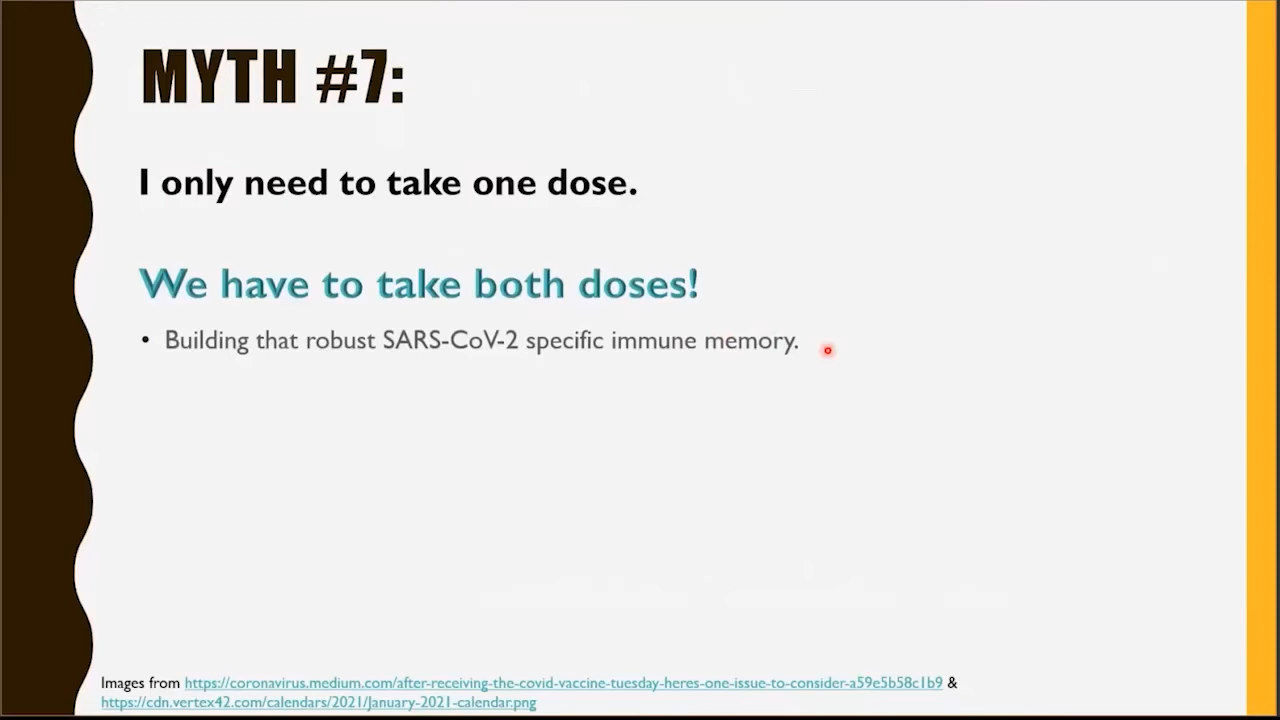 MYTH #7:
I only need to take one dose.
We have to take both doses!
• Building that robust SARS-CoV-2 specific immune memory.
Images from https://coronavirus.medium.com/after-receiving-the-covid-vaccine-tuesday-heres-one-issue-to-consider-a59e5b58c1b9 &
https://cdn.vertex42.com/calendars/2021/January-2021-calendar.png